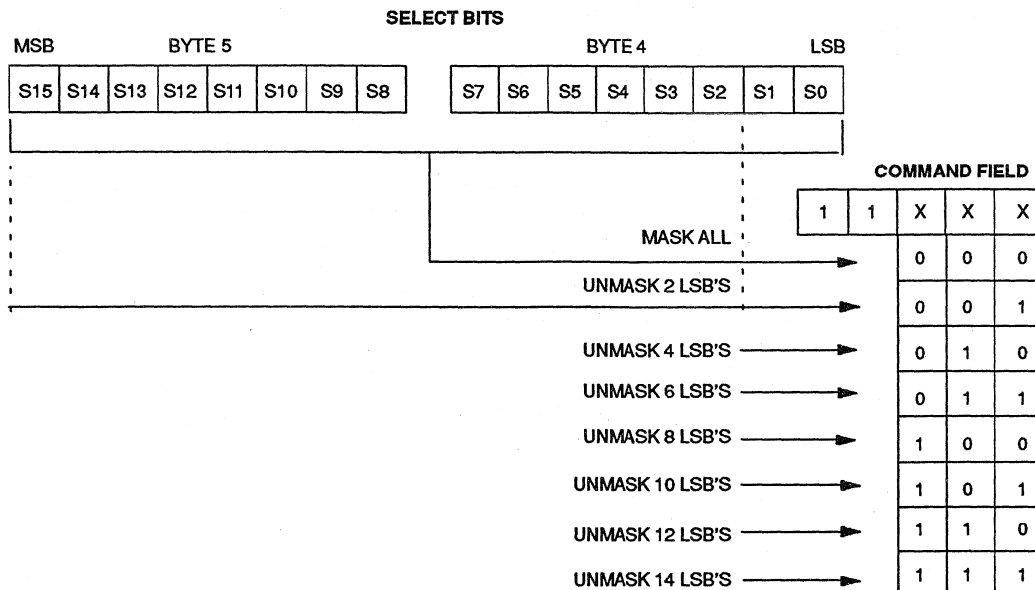 SELECT BITS
MSB BYTE 5 BYTE 4 LSB
S15 S14 S13 S12 S11 S10 S9 S8 S7 S6 S5 S4 S3 S2 S1 S0
COMMAND FIELD
1 1 X X X
MASK ALL 0 0 0
UNMASK 2 LSB'S 0 0 1
UNMASK 4 LSB'S 0 1 0
UNMASK 6 LSB'S 0 1 1
UNMASK 8 LSB'S 1 0 0
UNMASK 10 LSB'S 1 0 1
UNMASK 12 LSB'S 1 1 0
UNMASK 14 LSB'S 1 1 1